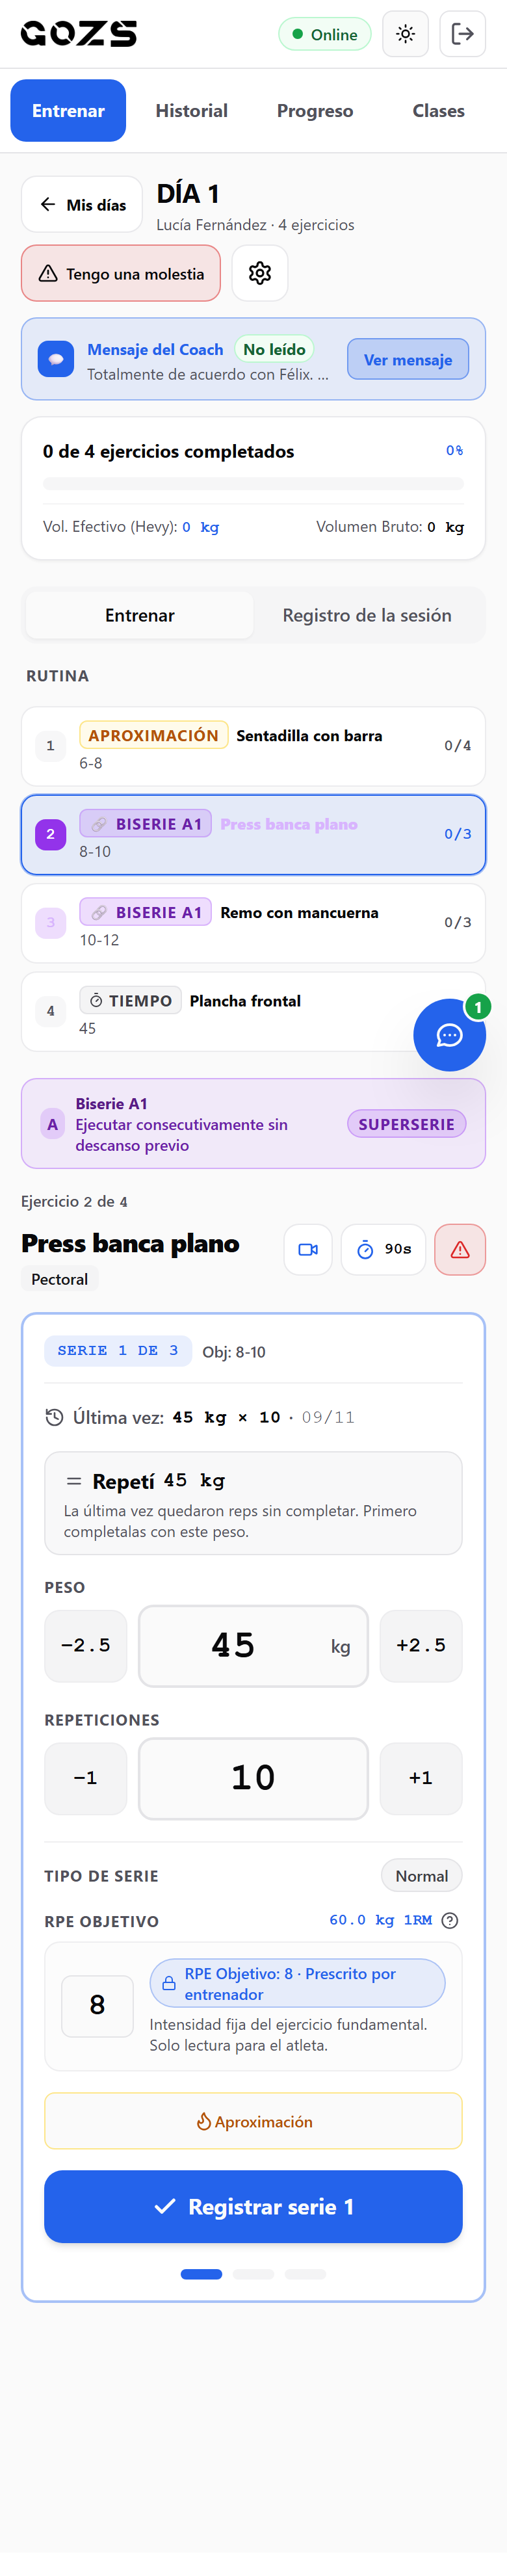 GOZS
Online
Entrenar
Historial
Progreso
Clases
Mis días
DÍA 1
Lucía Fernández · 4 ejercicios
Tengo una molestia
Mensaje del Coach
No leído
Totalmente de acuerdo con Félix. ...
Ver mensaje
0 de 4 ejercicios completados
0%
Vol. Efectivo (Hevy): 0 kg
Volumen Bruto: 0 kg
Entrenar
Registro de la sesión
RUTINA
1
APROXIMACIÓN
Sentadilla con barra
6-8
0/4
2
BISERIE A1
Press banca plano
8-10
0/3
3
BISERIE A1
Remo con mancuerna
10-12
0/3
4
TIEMPO
Plancha frontal
45
1
A
Biserie A1
Ejecutar consecutivamente sin
descanso previo
SUPERSERIE
Ejercicio 2 de 4
Press banca plano
90s
Pectoral
SERIE 1 DE 3
Obj: 8-10
Última vez: 45 kg × 10 · 09/11
Repetí 45 kg
La última vez quedaron reps sin completar. Primero
completalas con este peso.
PESO
−2.5
45
kg
+2.5
REPETICIONES
−1
10
+1
TIPO DE SERIE
Normal
RPE OBJETIVO
60.0 kg 1RM
8
RPE Objetivo: 8 · Prescrito por
entrenador
Intensidad fija del ejercicio fundamental.
Solo lectura para el atleta.
Aproximación
Registrar serie 1